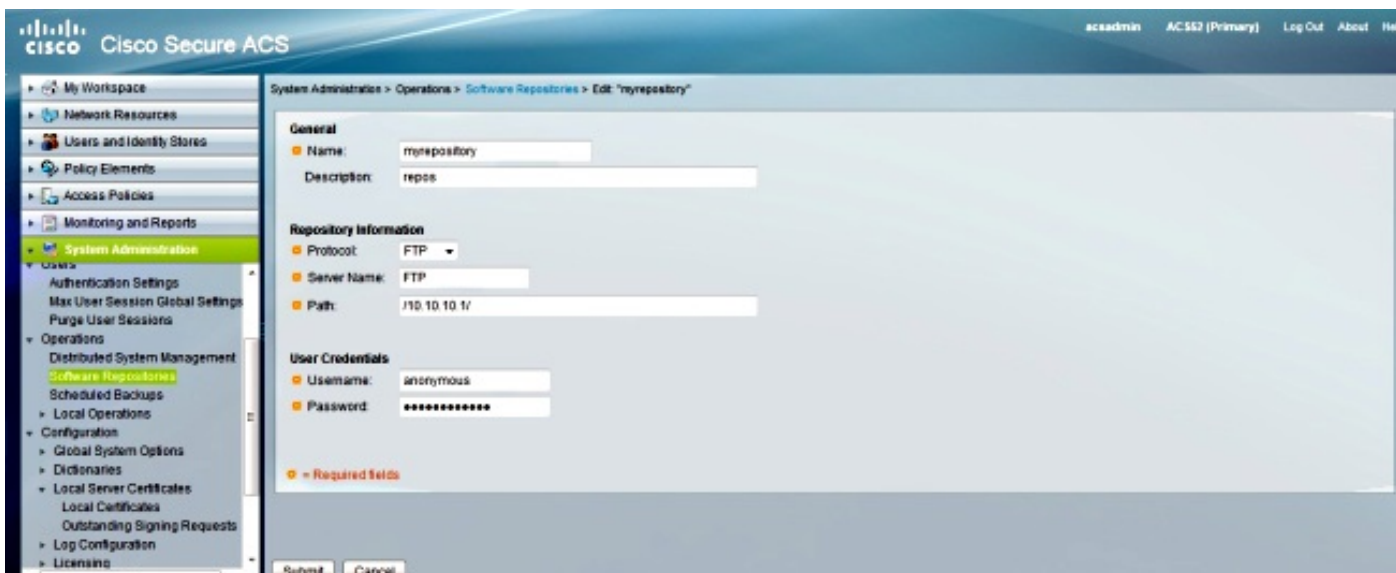 cisco Cisco Secure ACS
acsadmin ACS52 (Primary) Log Out About He
My Workspace
Network Resources
Users and Identity Stores
Policy Elements
Access Policies
Monitoring and Reports
System Administration
Users
Authentication Settings
Max User Session Global Settings
Purge User Sessions
Operations
Distributed System Management
Software Repositories
Scheduled Backups
Local Operations
Configuration
Global System Options
Dictionaries
Local Server Certificates
Local Certificates
Outstanding Signing Requests
Log Configuration
Licensing
System Administration > Operations > Software Repositories > Edit: "myrepository"
General
Name: myrepository
Description: repos
Repository Information
Protocol: FTP
Server Name: FTP
Path: /10.10.10.1/
User Credentials
Username: anonymous
Password: ••••••••••••
= Required fields
Submit Cancel